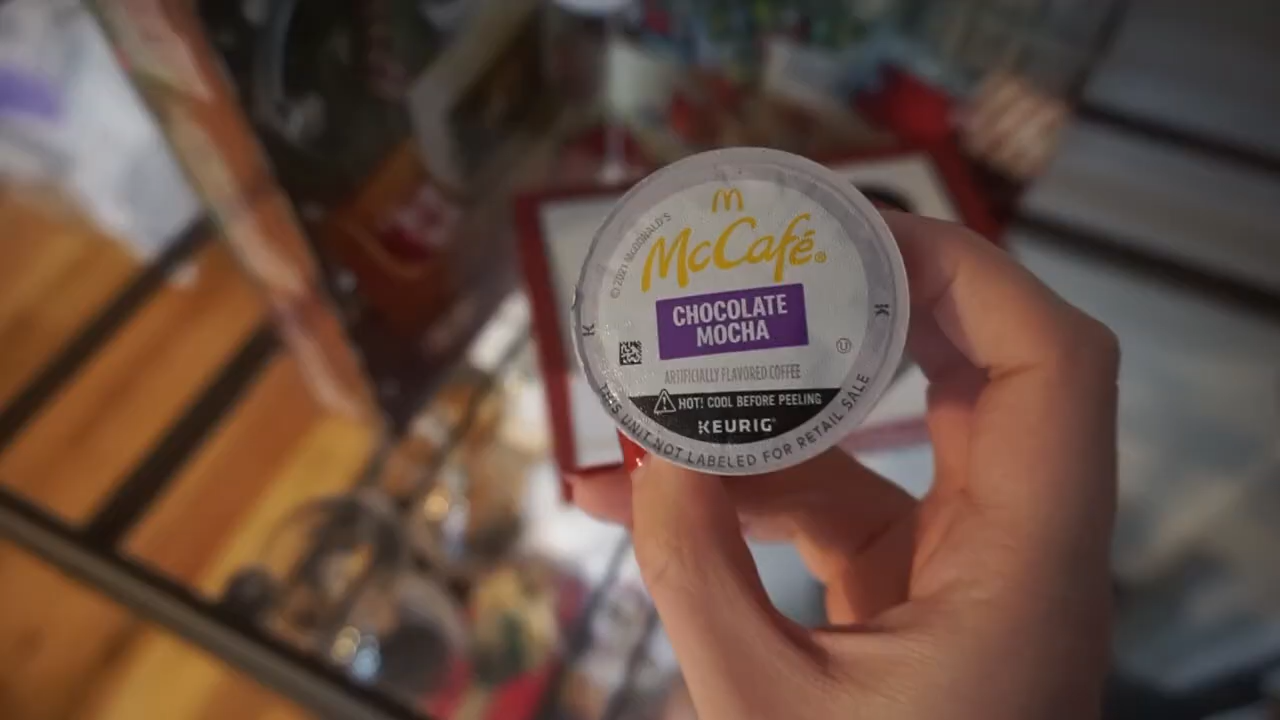 © 2021 McDONALD'S
McCafé®
CHOCOLATE
MOCHA
K
K
U
ARTIFICIALLY FLAVORED COFFEE
HOT! COOL BEFORE PEELING
KEURIG®
THIS UNIT NOT LABELED FOR RETAIL SALE